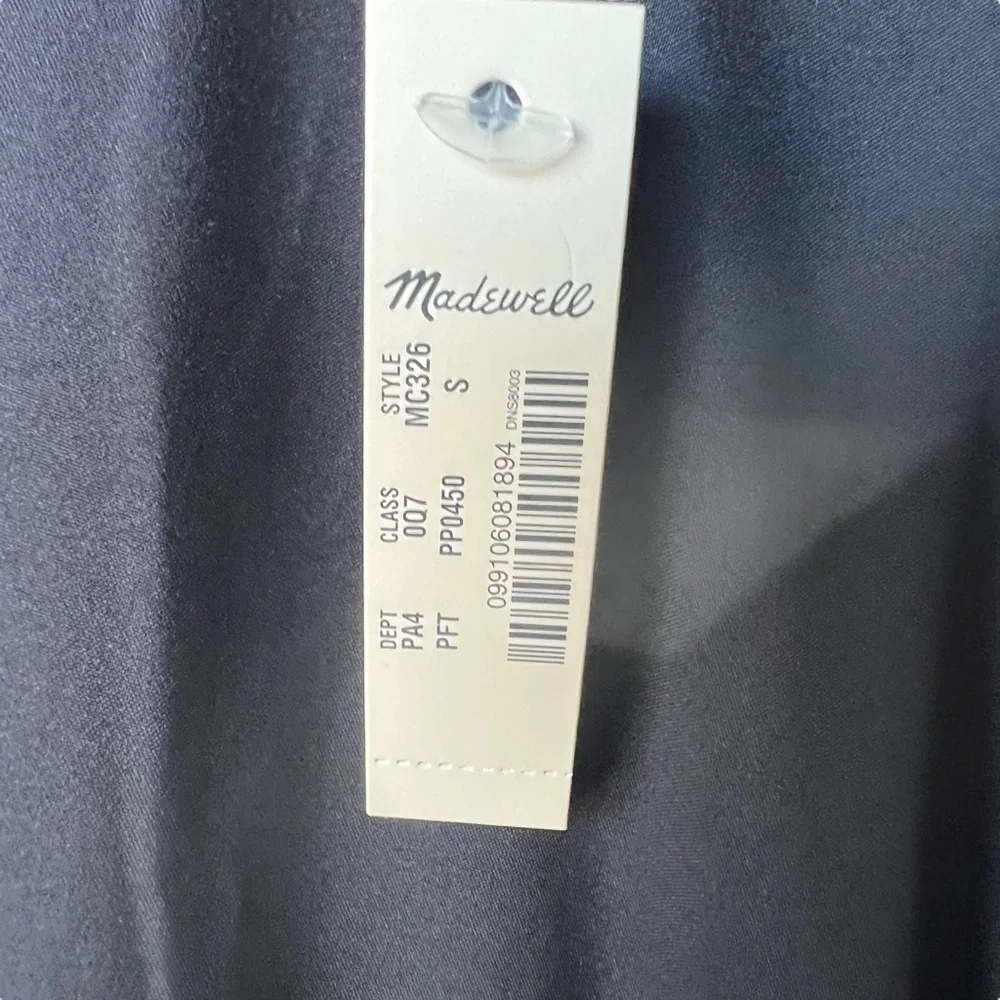 Madewell
DEPT CLASS STYLE
PA4 0Q7 MC326
PFT PP0450 S
099106081894 DNS8003